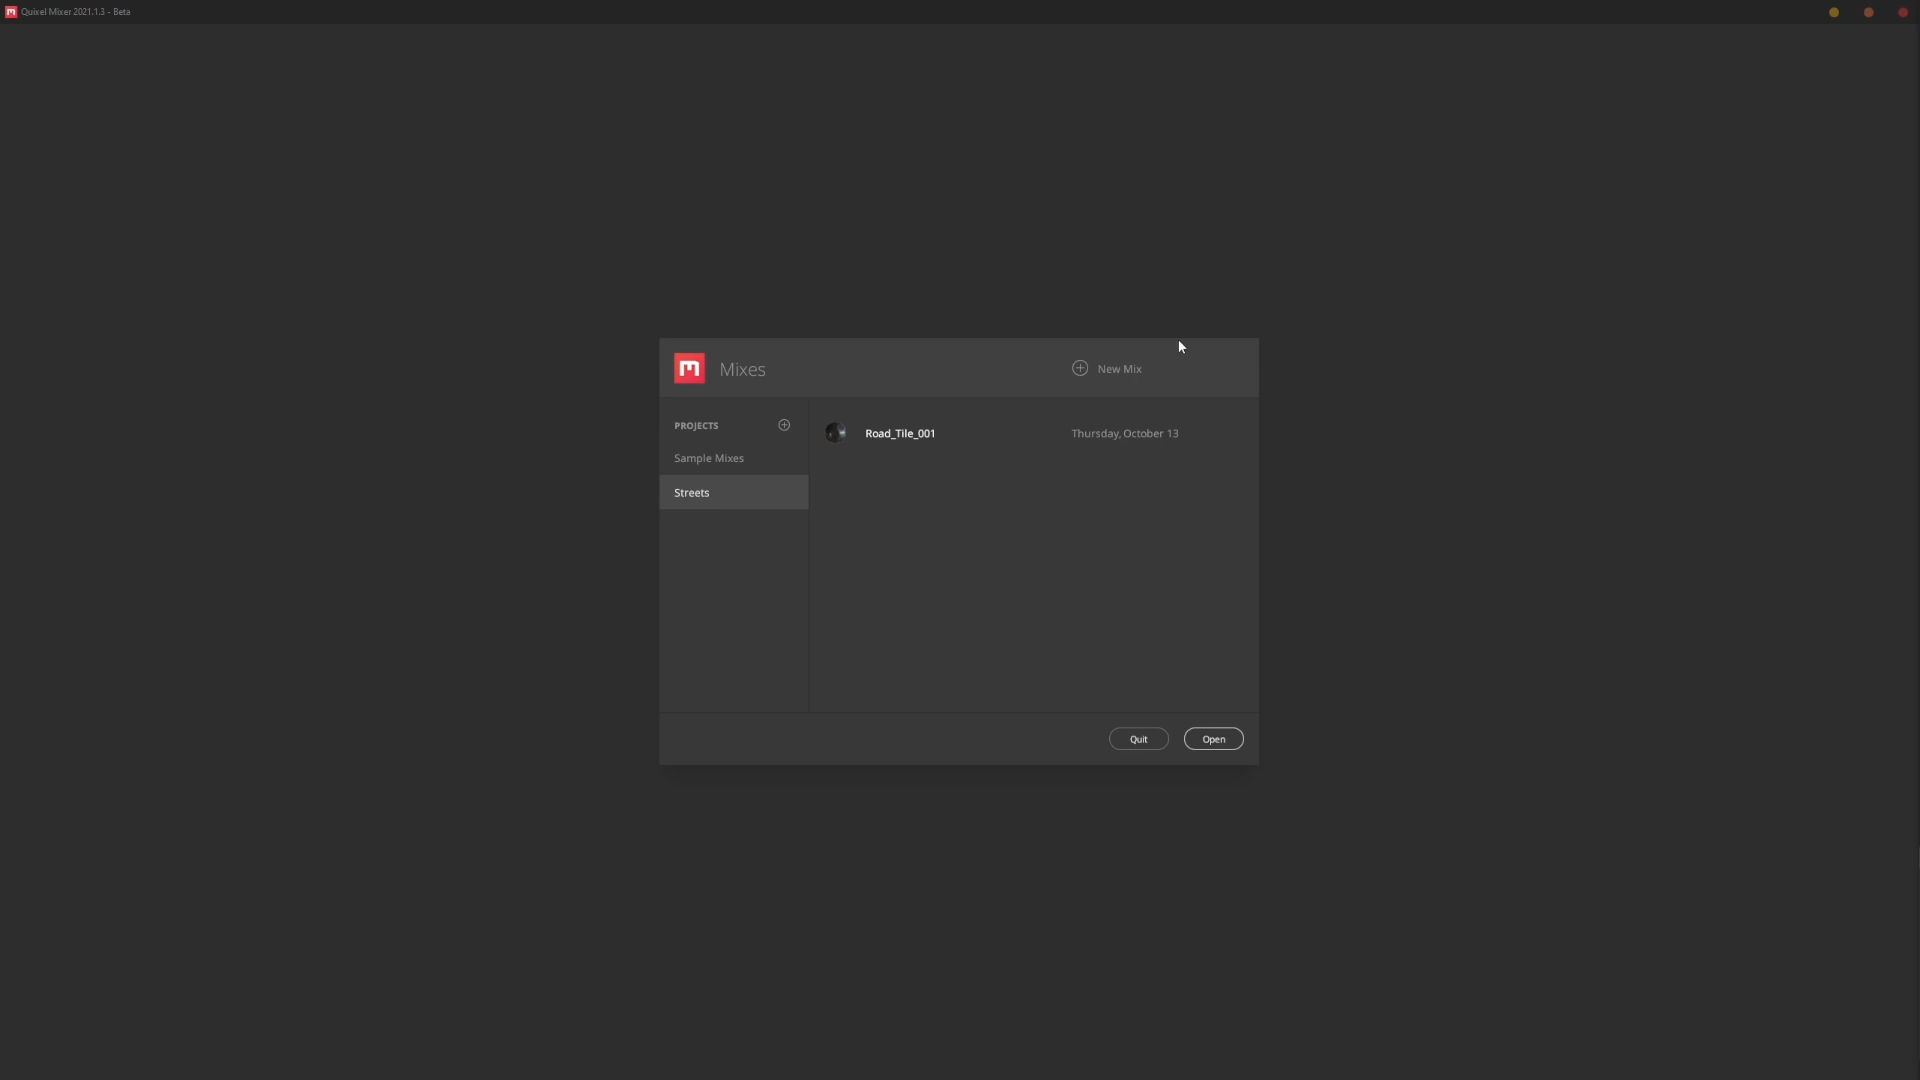 Quixel Mixer 2021.1.3 - Beta
Mixes
New Mix
PROJECTS
Road_Tile_001
Thursday, October 13
Sample Mixes
Streets
Quit
Open